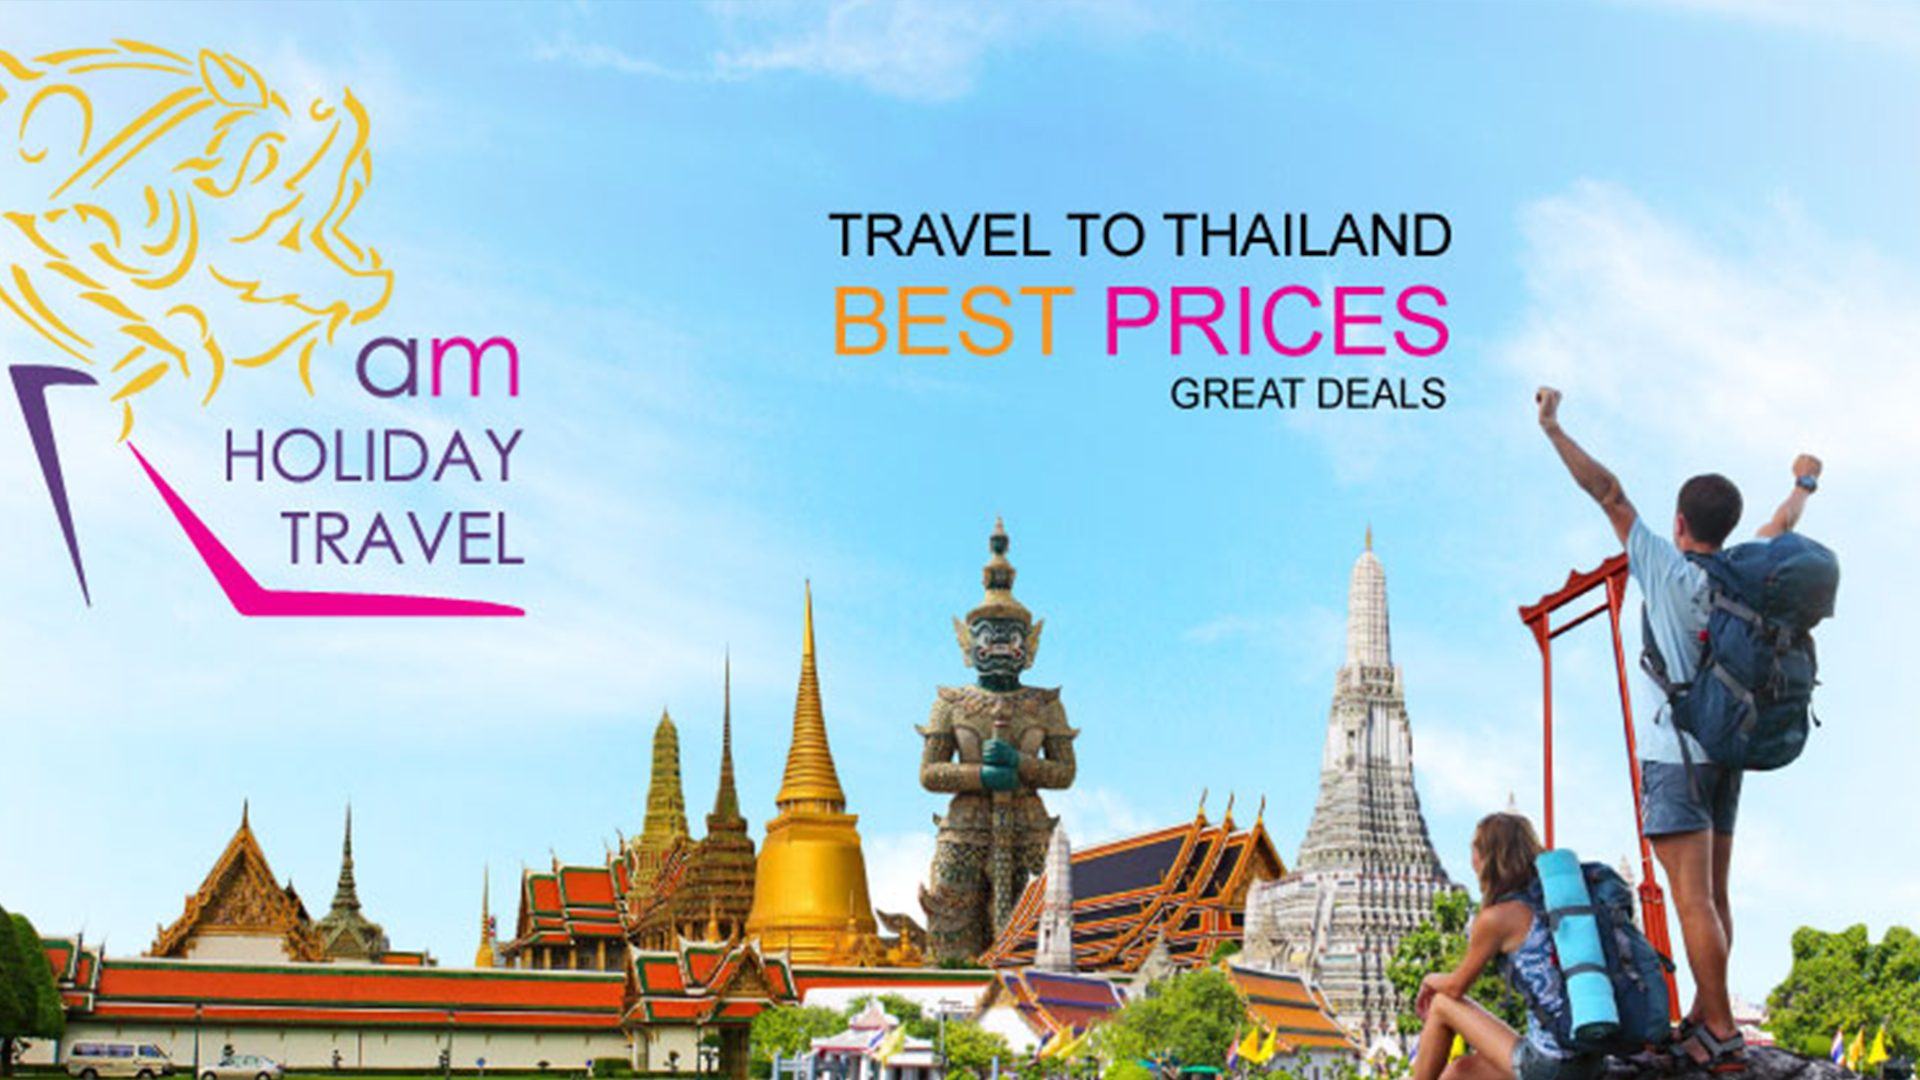 am
HOLIDAY
TRAVEL
TRAVEL TO THAILAND
BEST PRICES
GREAT DEALS